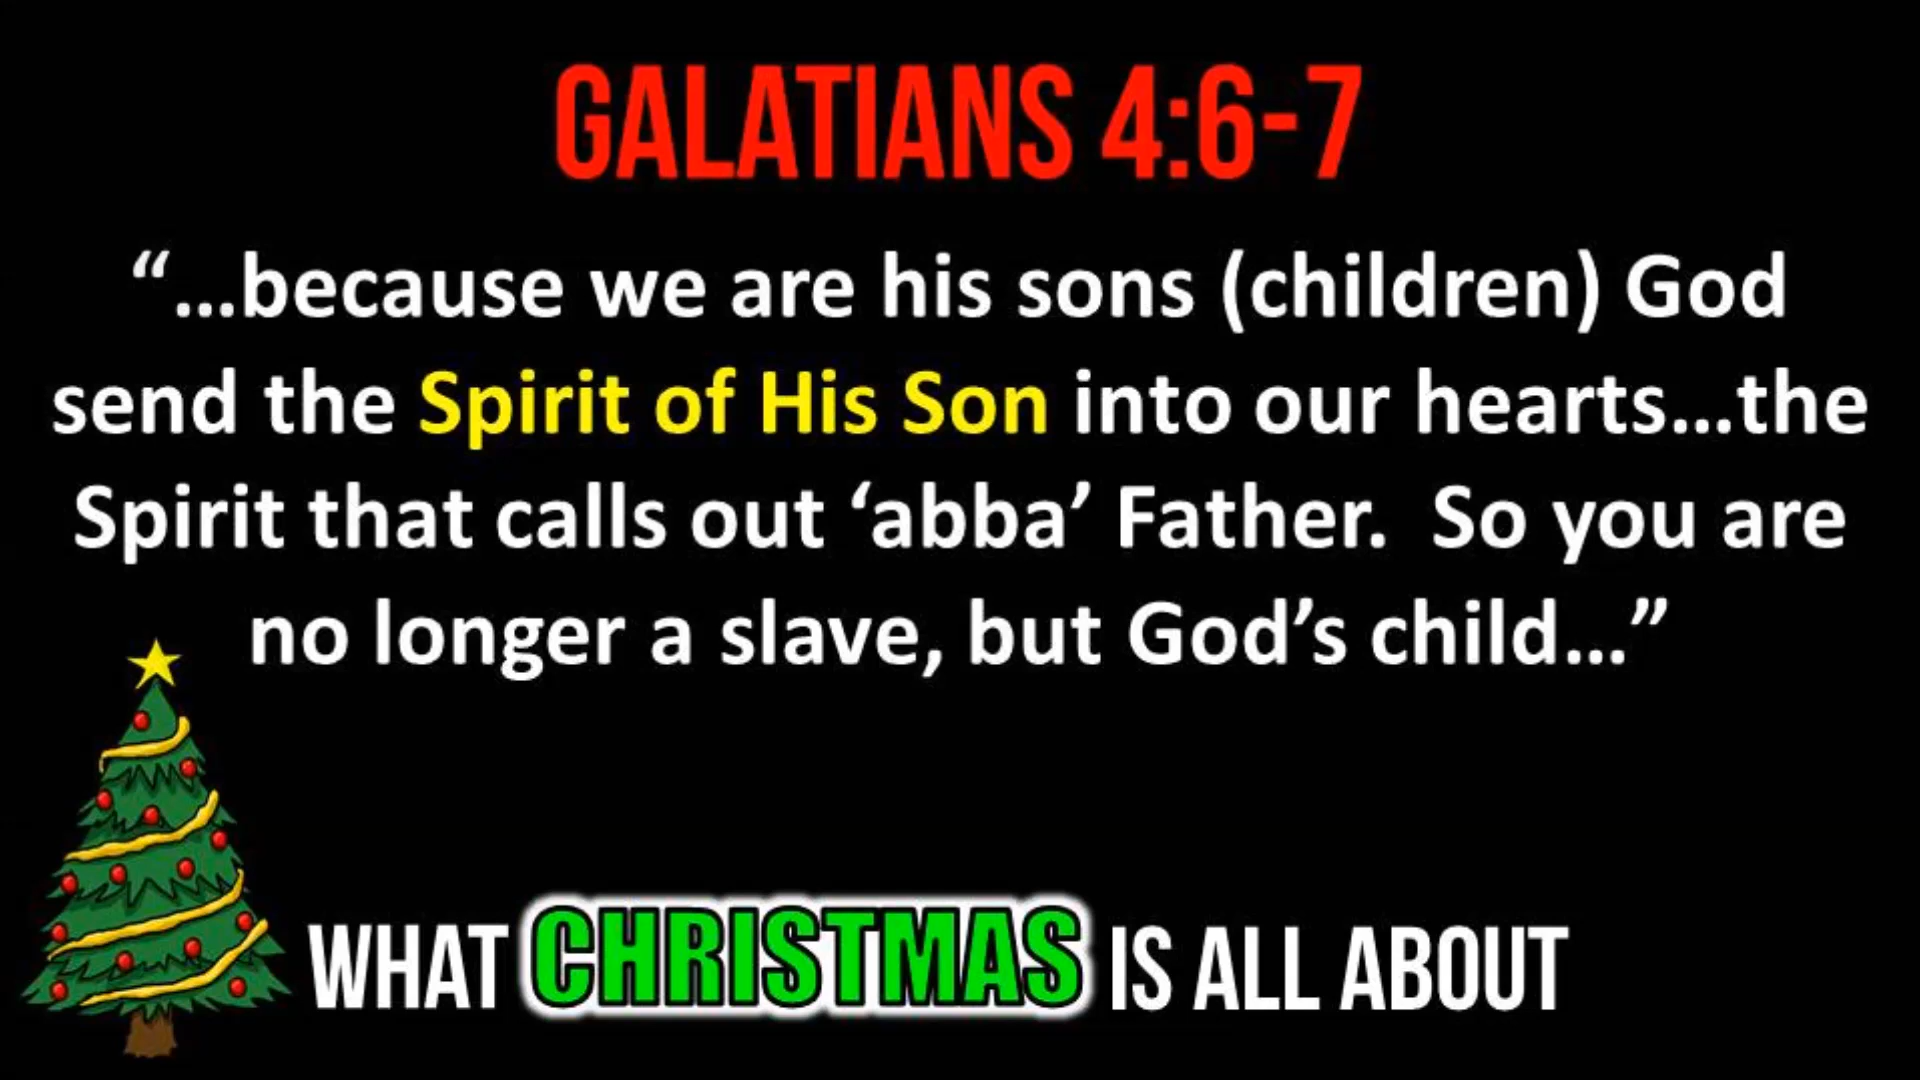 GALATIANS 4:6-7
“...because we are his sons (children) God
send the Spirit of His Son into our hearts...the
Spirit that calls out ‘abba’ Father.  So you are
no longer a slave, but God’s child...”
WHAT CHRISTMAS IS ALL ABOUT